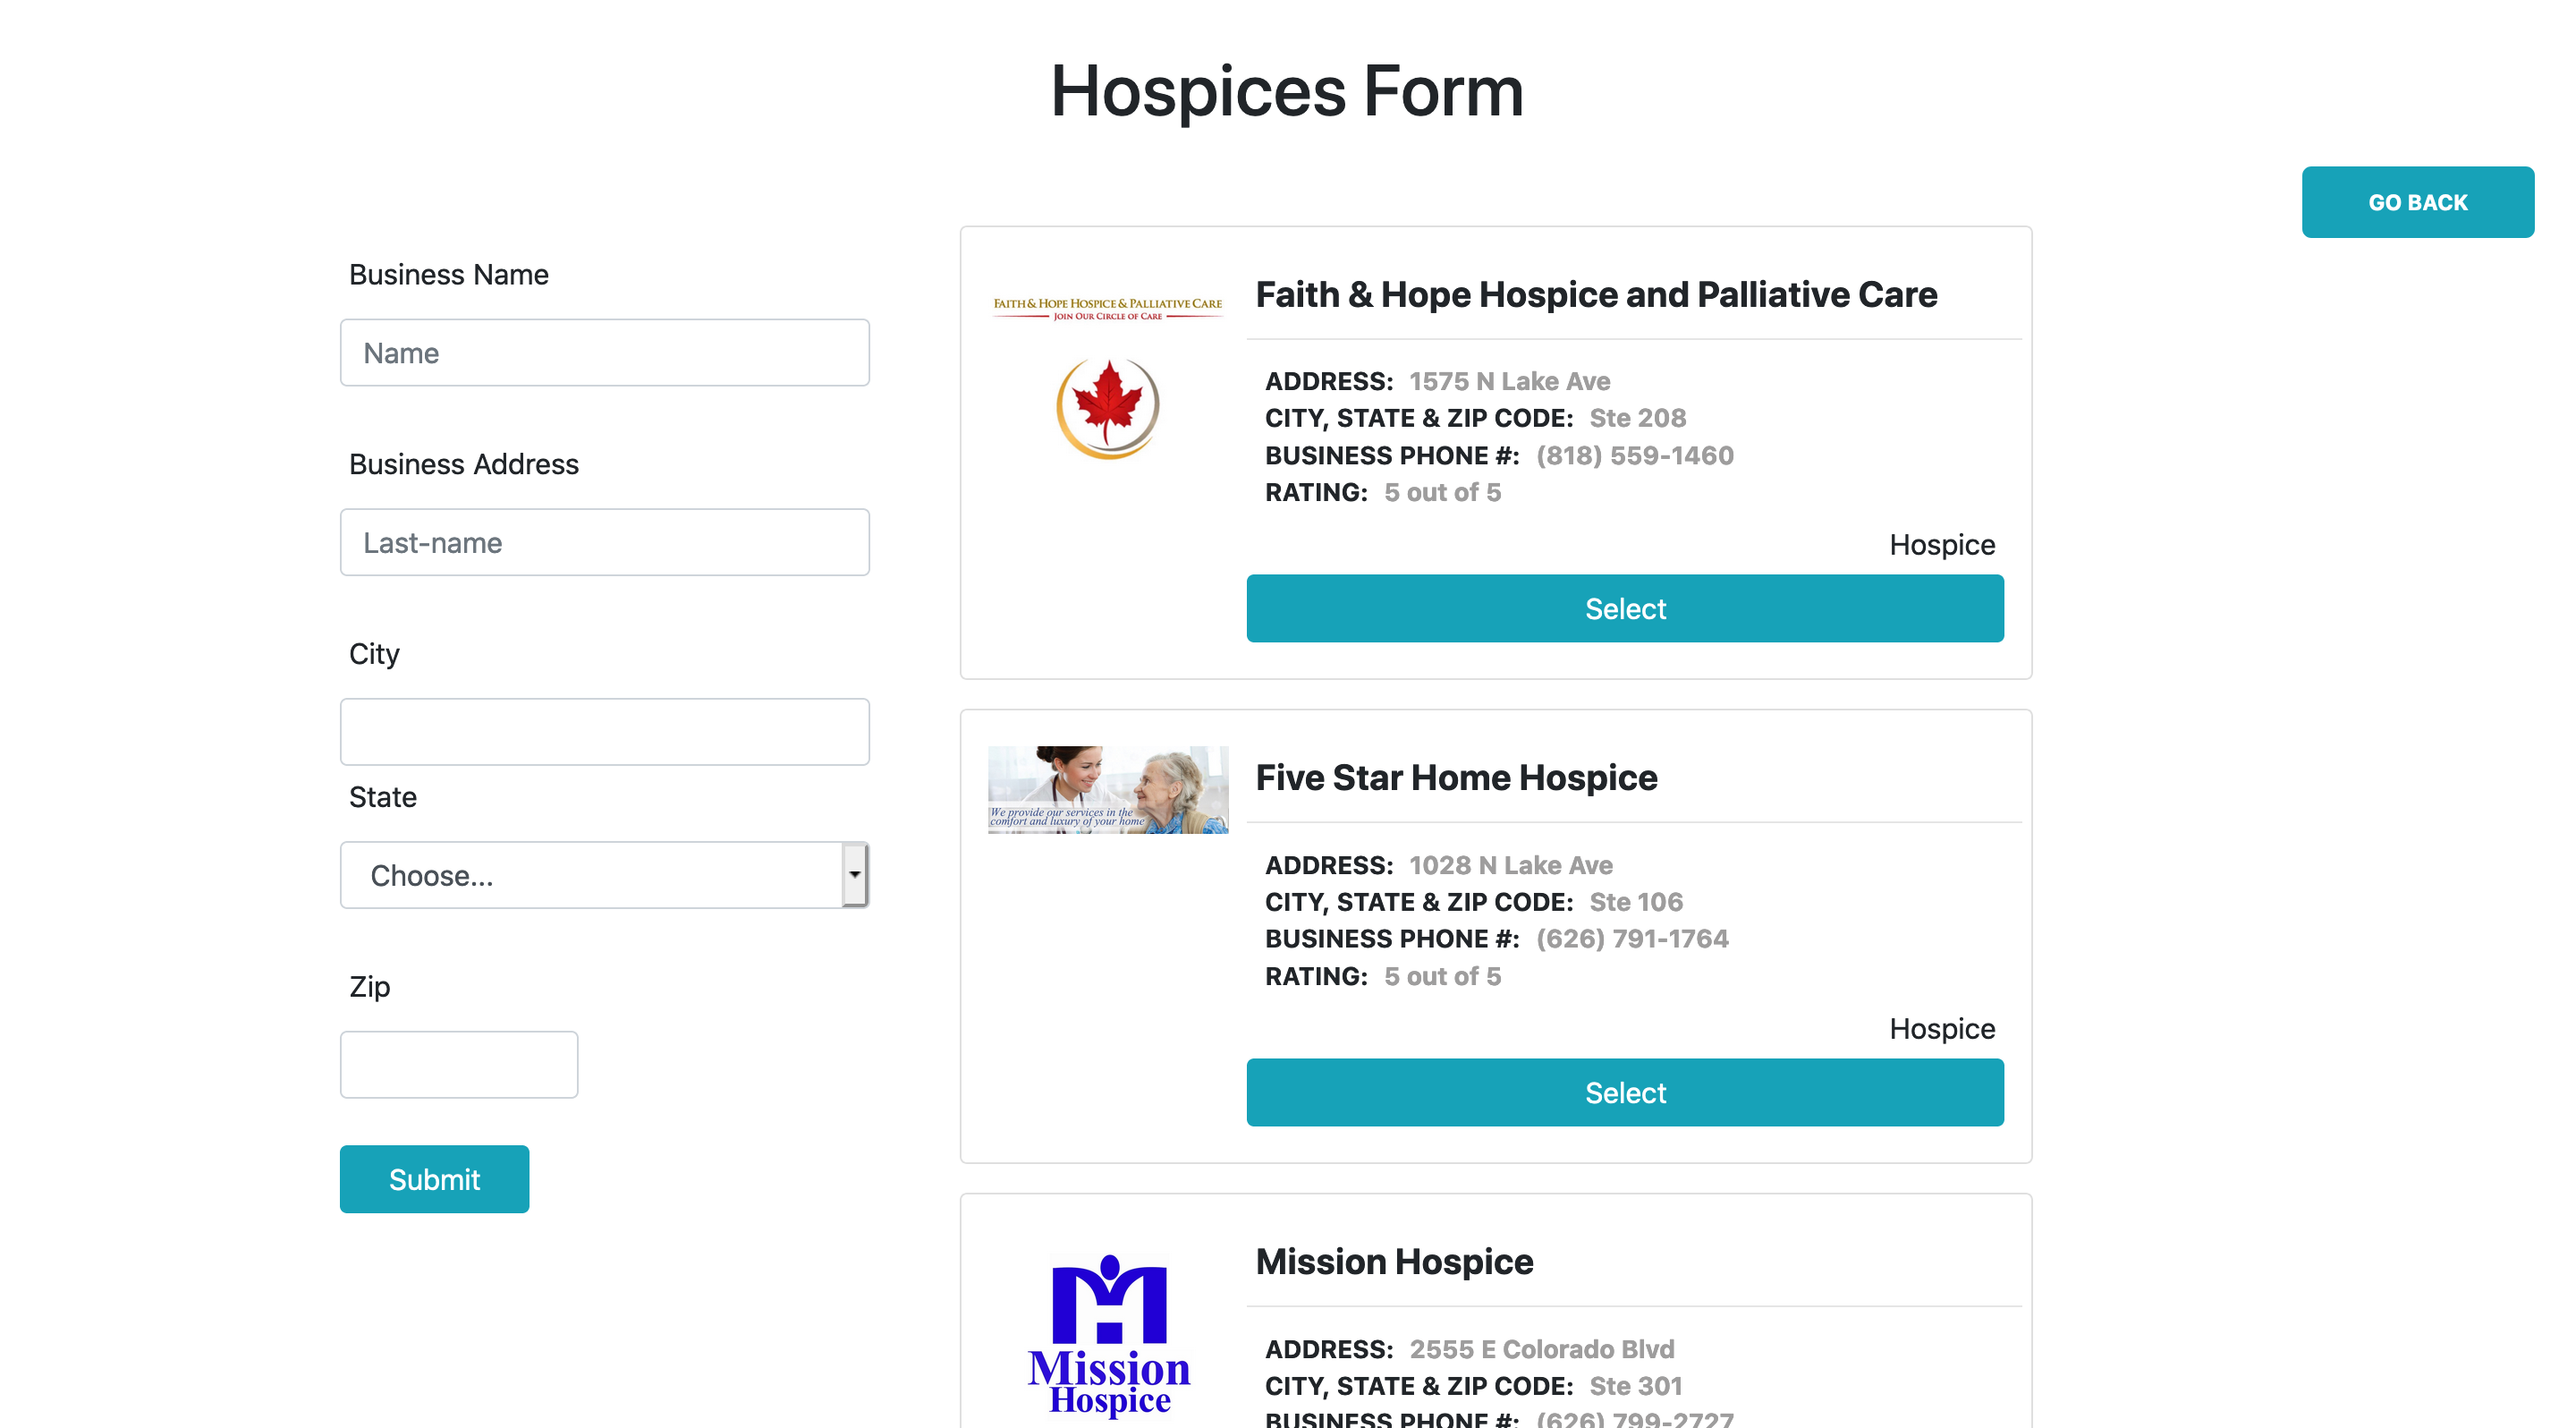 Hospices Form
GO BACK
Business Name
Name
Business Address
Last-name
City
State
Choose...
Zip
Submit
FAITH & HOPE HOSPICE & PALLIATIVE CARE
JOIN OUR CIRCLE OF CARE
Faith & Hope Hospice and Palliative Care
ADDRESS: 1575 N Lake Ave
CITY, STATE & ZIP CODE: Ste 208
BUSINESS PHONE #: (818) 559-1460
RATING: 5 out of 5
Hospice
Select
We provide our services in the
comfort and luxury of your home
Five Star Home Hospice
ADDRESS: 1028 N Lake Ave
CITY, STATE & ZIP CODE: Ste 106
BUSINESS PHONE #: (626) 791-1764
RATING: 5 out of 5
Hospice
Select
Mission
Hospice
Mission Hospice
ADDRESS: 2555 E Colorado Blvd
CITY, STATE & ZIP CODE: Ste 301
BUSINESS PHONE #: (626) 799-2727